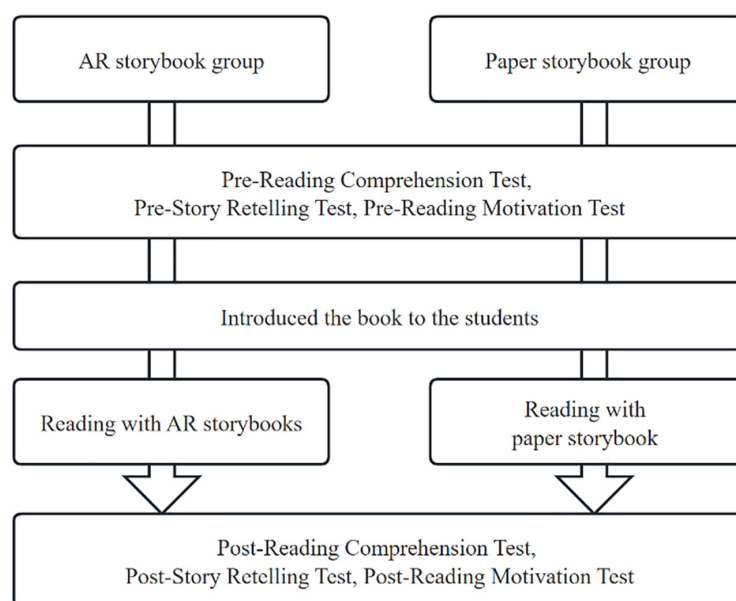 AR storybook group
Paper storybook group
Pre-Reading Comprehension Test,
Pre-Story Retelling Test, Pre-Reading Motivation Test
Introduced the book to the students
Reading with AR storybooks
Reading with
paper storybook
Post-Reading Comprehension Test,
Post-Story Retelling Test, Post-Reading Motivation Test